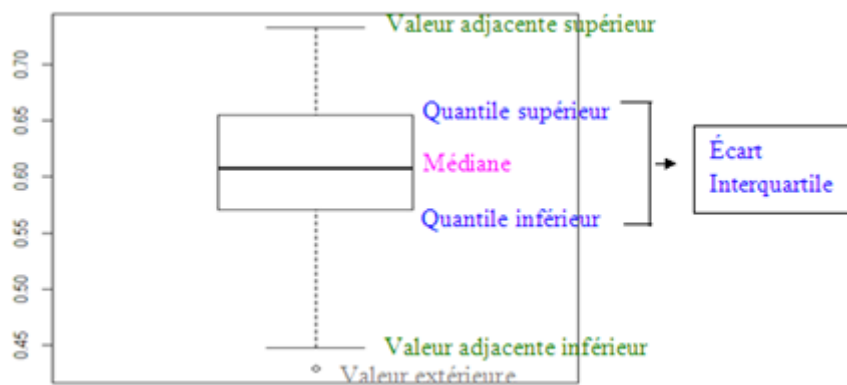 Valeur adjacente supérieur
0.70
0.65
Quantile supérieur
Écart
Interquartile
Médiane
0.60
Quantile inférieur
0.55
0.50
0.45
Valeur adjacente inférieur
Valeur extérieure